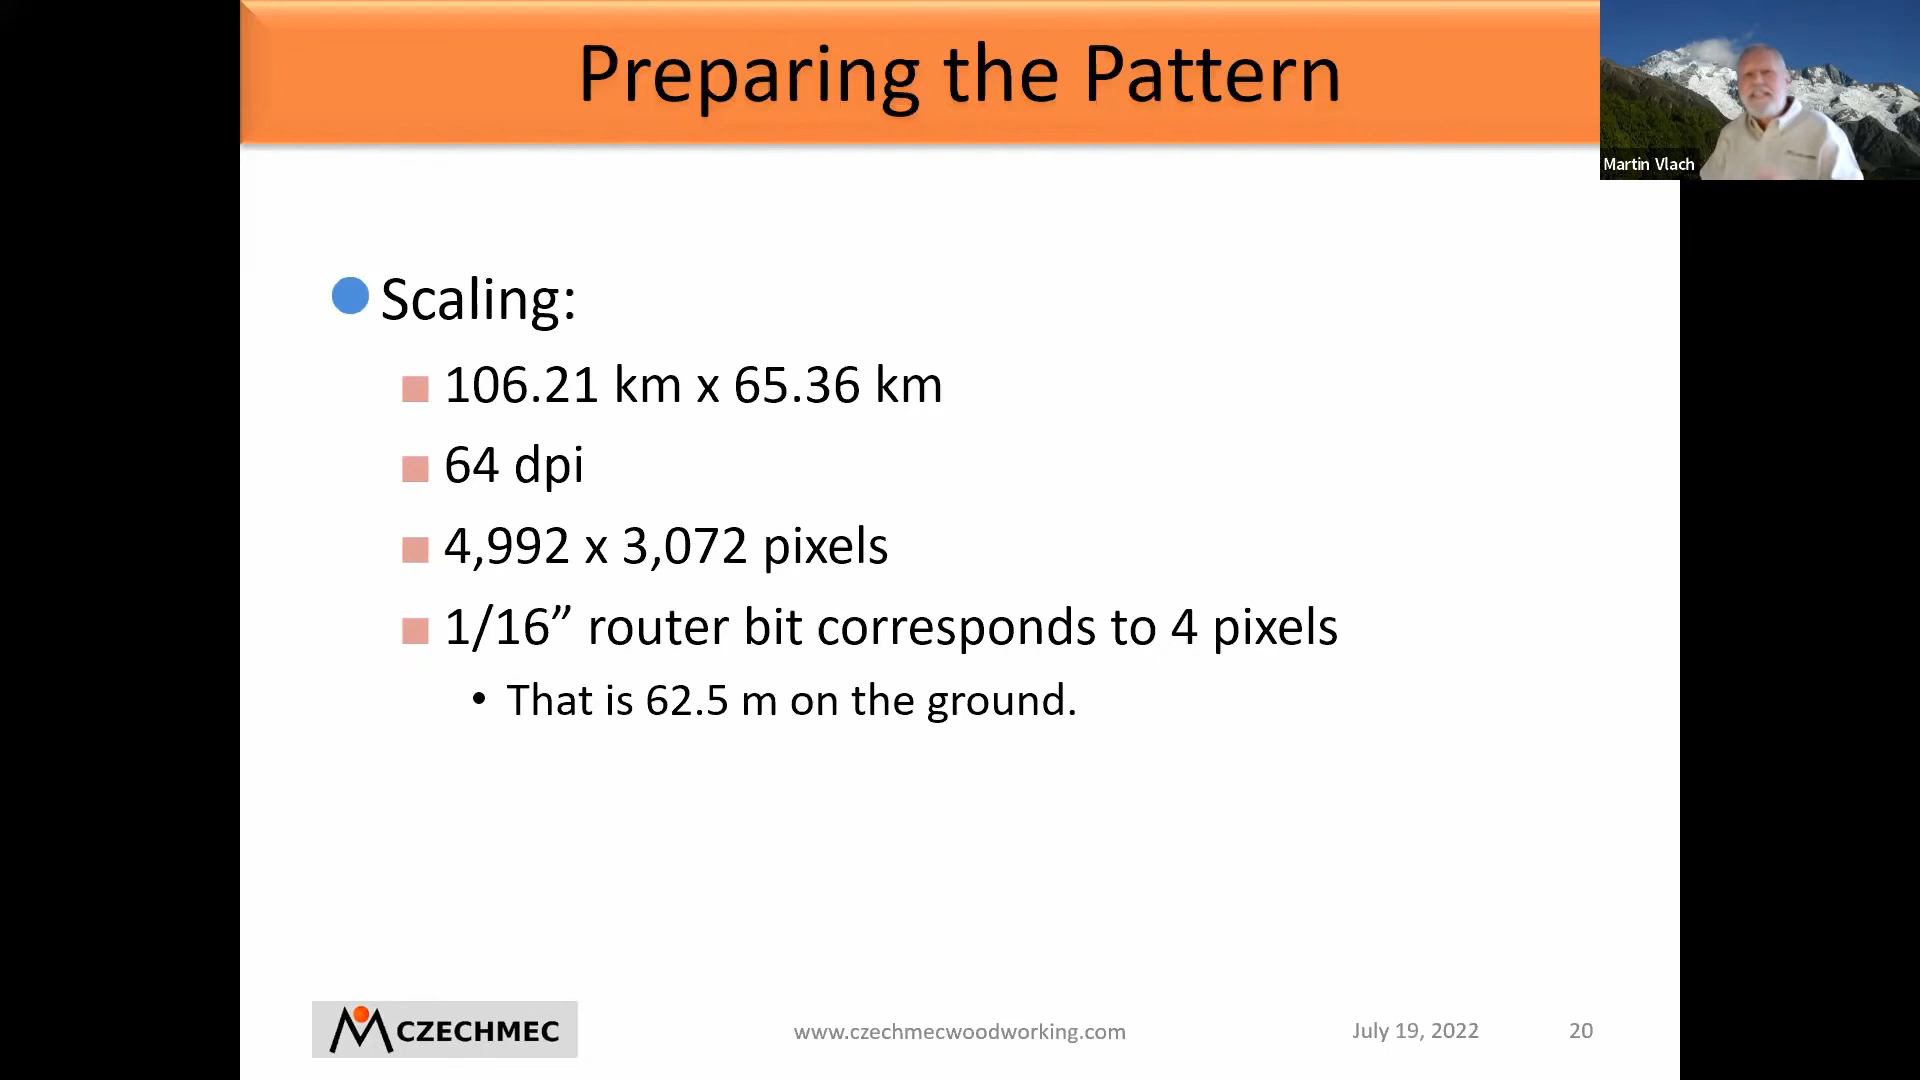 Preparing the Pattern
Martin Vlach
Scaling:
106.21 km x 65.36 km
64 dpi
4,992 x 3,072 pixels
1/16” router bit corresponds to 4 pixels
• That is 62.5 m on the ground.
CZECHMEC
www.czechmecwoodworking.com
July 19, 2022
20